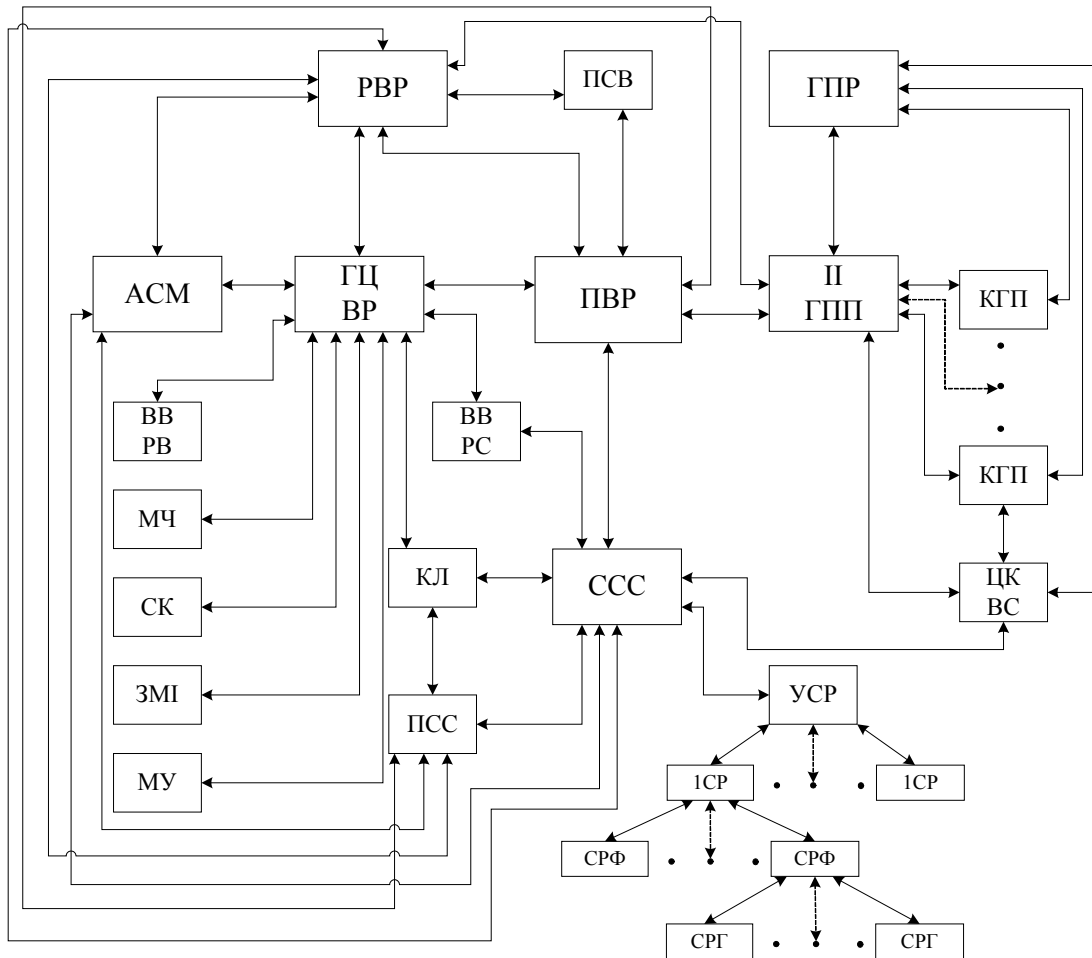 РВР
ПСВ
ГПР
АСМ
ГЦ
ВР
ПВР
ІІ
ГПП
КГП
ВВ
РВ
ВВ
РС
КГП
МЧ
КЛ
ССС
ЦК
ВС
СК
ЗМІ
ПСС
УСР
МУ
1СР
1СР
СРФ
СРФ
СРГ
СРГ